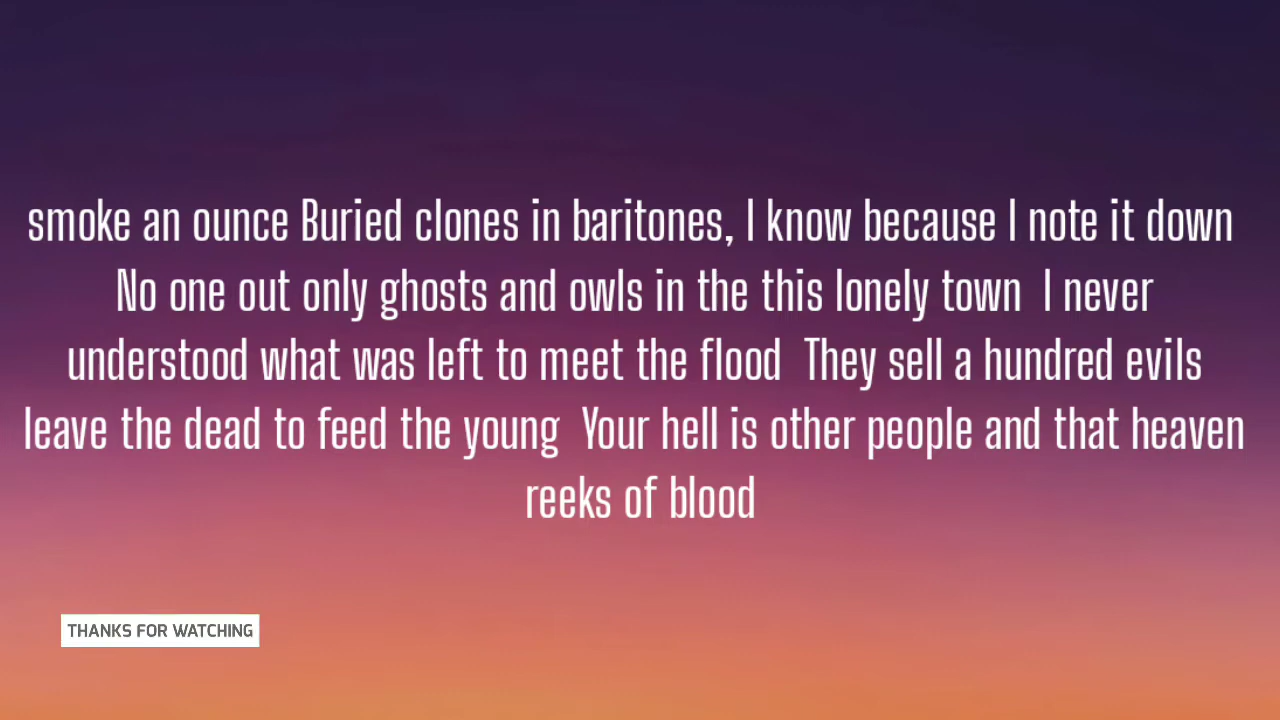 smoke an ounce Buried clones in baritones, I know because I note it down
No one out only ghosts and owls in the this lonely town  I never
understood what was left to meet the flood  They sell a hundred evils
leave the dead to feed the young  Your hell is other people and that heaven
reeks of blood
THANKS FOR WATCHING